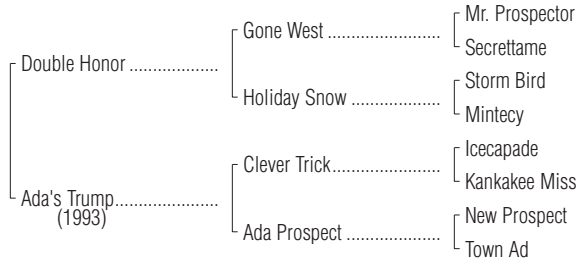 Mr. Prospector
Gone West ....................
Secrettame
Double Honor ................
Storm Bird
Holiday Snow ................
Mintecy
Icecapade
Clever Trick...................
Kankakee Miss
Ada's Trump..................
(1993)
New Prospect
Ada Prospect ................
Town Ad